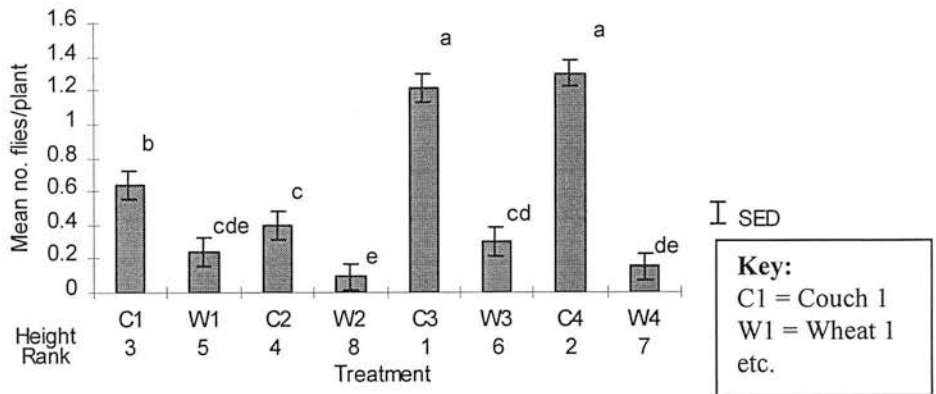 1.6
1.4
1.2
1
0.8
0.6
0.4
0.2
0
Mean no. flies/plant
b
cde
c
e
a
cd
a
de
C1 W1 C2 W2 C3 W3 C4 W4
Height Rank 3 5 4 8 1 6 2 7
Treatment
SED
Key:
C1 = Couch 1
W1 = Wheat 1
etc.